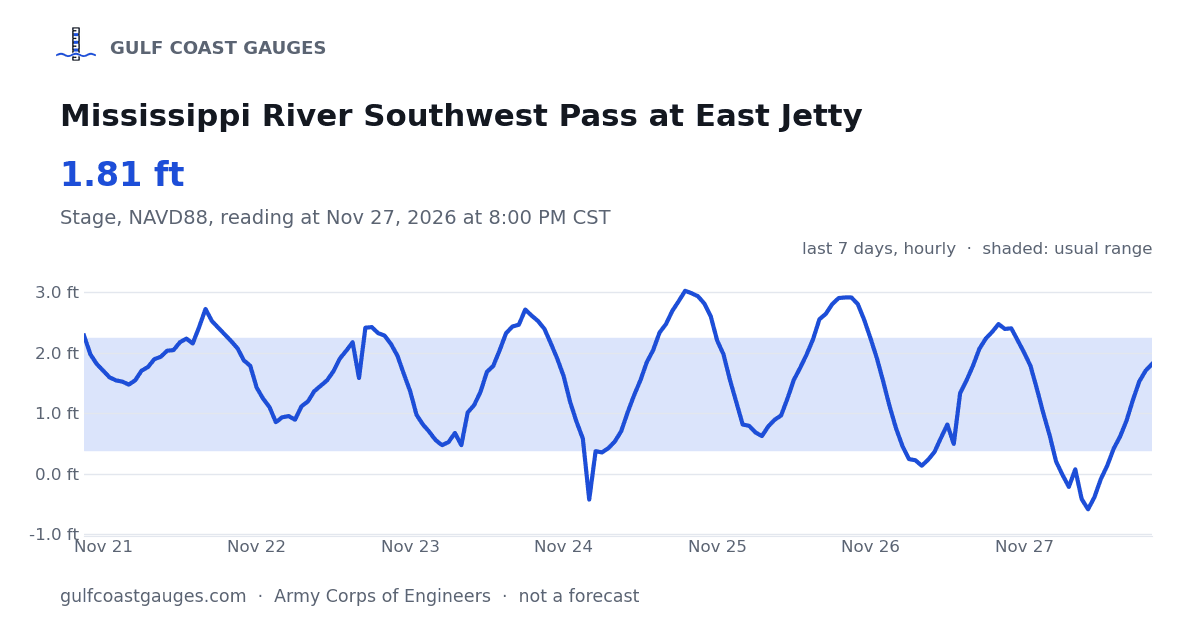 GULF COAST GAUGES
Mississippi River Southwest Pass at East Jetty
1.81 ft
Stage, NAVD88, reading at Nov 27, 2026 at 8:00 PM CST
last 7 days, hourly · shaded: usual range
3.0 ft
2.0 ft
1.0 ft
0.0 ft
-1.0 ft
Nov 21 Nov 22 Nov 23 Nov 24 Nov 25 Nov 26 Nov 27
gulfcoastgauges.com · Army Corps of Engineers · not a forecast